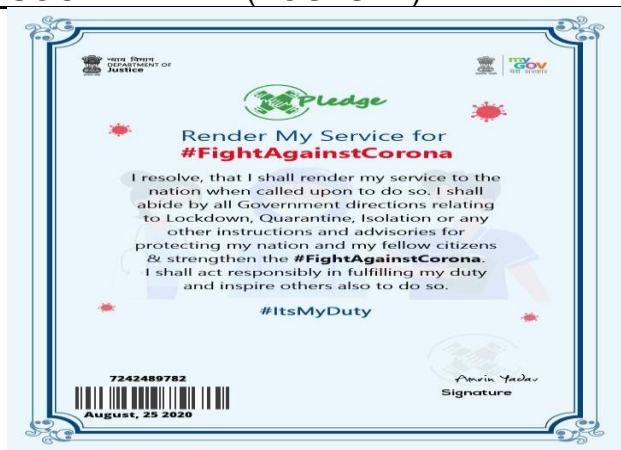 न्याय विभाग
DEPARTMENT OF
Justice
my
GOV
मेरी सरकार
Pledge
Render My Service for
#FightAgainstCorona
I resolve, that I shall render my service to the
nation when called upon to do so. I shall
abide by all Government directions relating
to Lockdown, Quarantine, Isolation or any
other instructions and advisories for
protecting my nation and my fellow citizens
& strengthen the #FightAgainstCorona.
I shall act responsibly in fulfilling my duty
and inspire others also to do so.
#ItsMyDuty
7242489782
August, 25 2020
Amrin Yadav
Signature